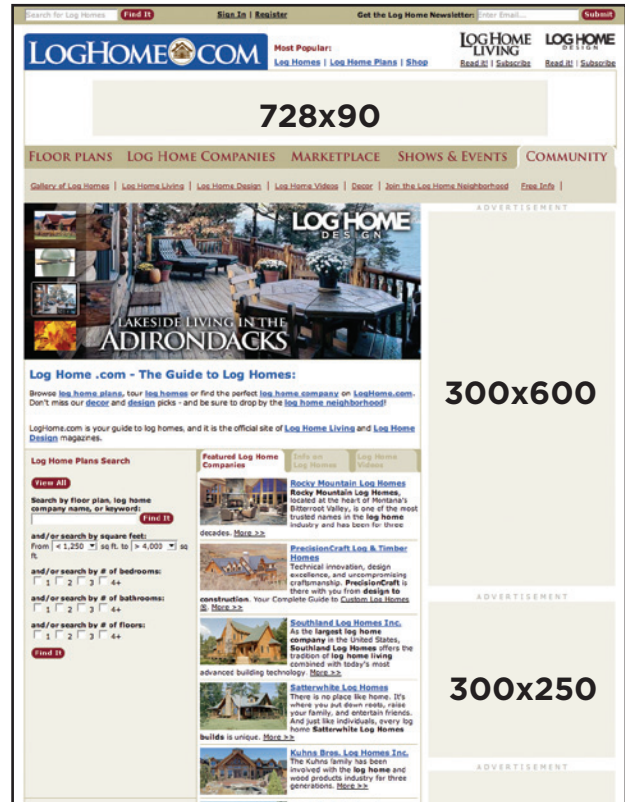 Search for Log Homes Find It Sign In | Register Get the Log Home Newsletter: Enter Email... Submit
LOGHOME COM
Most Popular:
Log Homes | Log Home Plans | Shop
LOGHOME
LIVING
Read it! | Subscribe
LOG HOME
DESIGN
Read it! | Subscribe
728x90
FLOOR PLANS LOG HOME COMPANIES MARKETPLACE SHOWS & EVENTS COMMUNITY
Gallery of Log Homes | Log Home Living | Log Home Design | Log Home Videos | Decor | Join the Log Home Neighborhood Free Info |
LOG HOME
DESIGN
LAKESIDE LIVING IN THE
ADIRONDACKS
ADVERTISEMENT
300x600
Log Home .com - The Guide to Log Homes:
Browse log home plans, tour log homes or find the perfect log home company on LogHome.com.
Don't miss our decor and design picks - and be sure to drop by the log home neighborhood!
LogHome.com is your guide to log homes, and it is the official site of Log Home Living and Log Home
Design magazines.
Log Home Plans Search
View All
Search by floor plan, log home
company name, or keyword:
Find It
and/or search by square feet:
From < 1,250 sq ft. to > 4,000 sq
ft.
and/or search by # of bedrooms:
1 2 3 4+
and/or search by # of bathrooms:
1 2 3 4+
and/or search by # of floors:
1 2 3 4+
Find It
Featured Log Home
Companies
Info on
Log Homes
Log Home
Videos
Rocky Mountain Log Homes
Rocky Mountain Log Homes,
located at the heart of Montana's
Bitterroot Valley, is one of the most
trusted names in the log home
industry and has been for three
decades. More >>
PrecisionCraft Log & Timber
Homes
Technical innovation, design
excellence, and uncompromising
craftmanship. PrecisionCraft is
there with you from design to
construction. Your Complete Guide to Custom Log Homes
®. More >>
Southland Log Homes Inc.
As the largest log home
company in the United States,
Southland Log Homes offers the
tradition of log home living
combined with today's most
advanced building technology. More >>
Satterwhite Log Homes
There is no place like home. It's
where you put down roots, raise
your family, and entertain friends.
And just like individuals, every log
home Satterwhite Log Homes
builds is unique. More >>
Kuhns Bros. Log Homes Inc.
The Kuhns family has been
involved with the log home and
wood products industry for three
generations. More >>
ADVERTISEMENT
300x250
ADVERTISEMENT